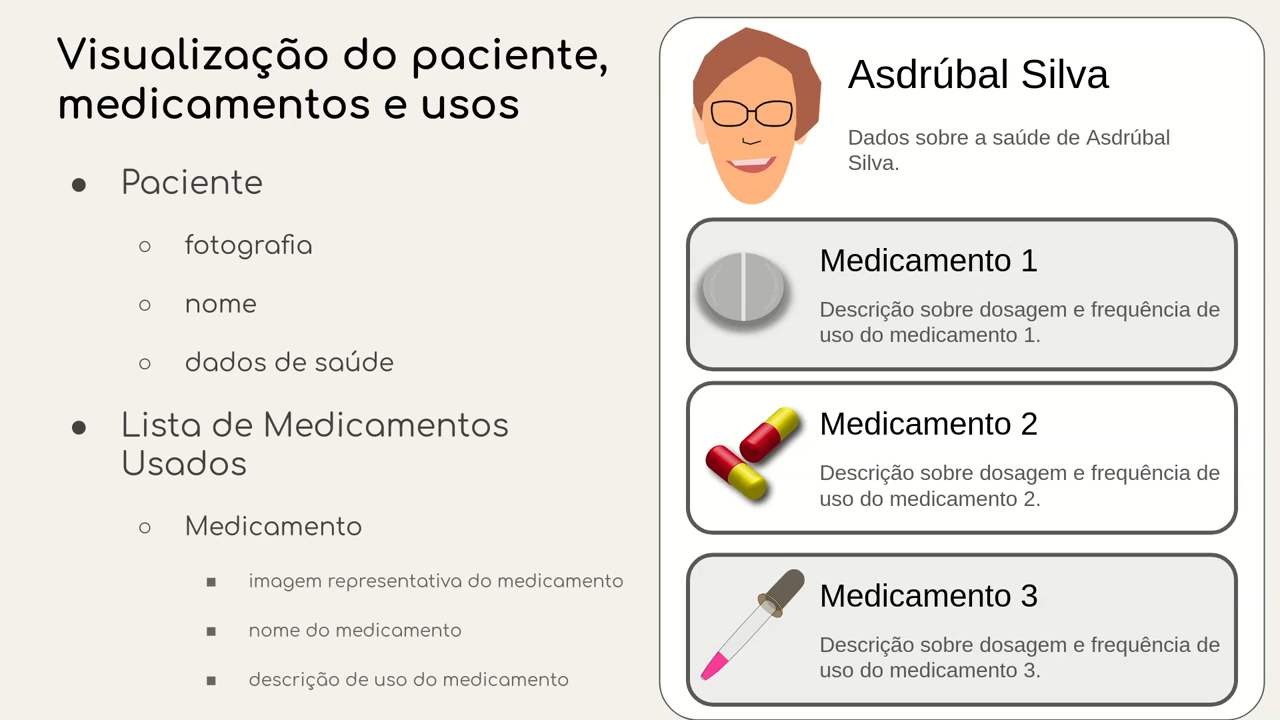 Visualização do paciente,
medicamentos e usos
● Paciente
○ fotografia
○ nome
○ dados de saúde
● Lista de Medicamentos
Usados
○ Medicamento
■ imagem representativa do medicamento
■ nome do medicamento
■ descrição de uso do medicamento
Asdrúbal Silva
Dados sobre a saúde de Asdrúbal
Silva.
Medicamento 1
Descrição sobre dosagem e frequência de
uso do medicamento 1.
Medicamento 2
Descrição sobre dosagem e frequência de
uso do medicamento 2.
Medicamento 3
Descrição sobre dosagem e frequência de
uso do medicamento 3.